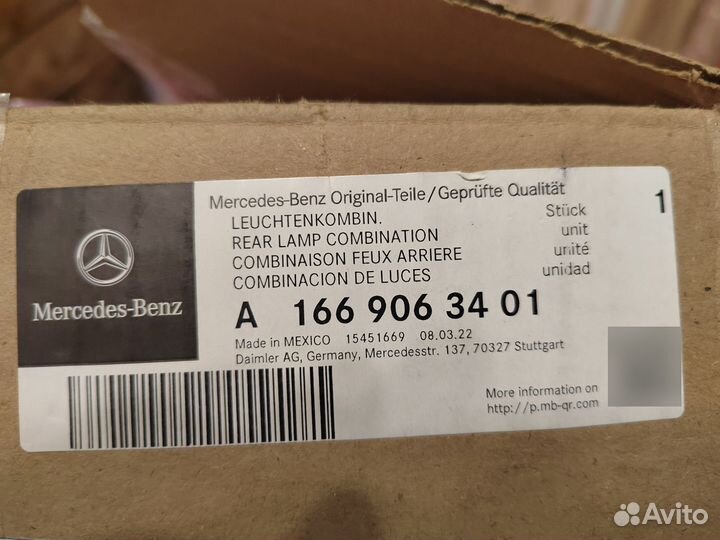 Mercedes-Benz
Mercedes-Benz Original-Teile/Geprüfte Qualität
LEUCHTENKOMBIN.
REAR LAMP COMBINATION
COMBINAISON FEUX ARRIERE
COMBINACION DE LUCES
Stück 1
unit
unité
unidad
A 166 906 34 01
Made in MEXICO 15451669 08.03.22
Daimler AG, Germany, Mercedesstr. 137, 70327 Stuttgart
More information on
http://p.mb-qr.com
Avito